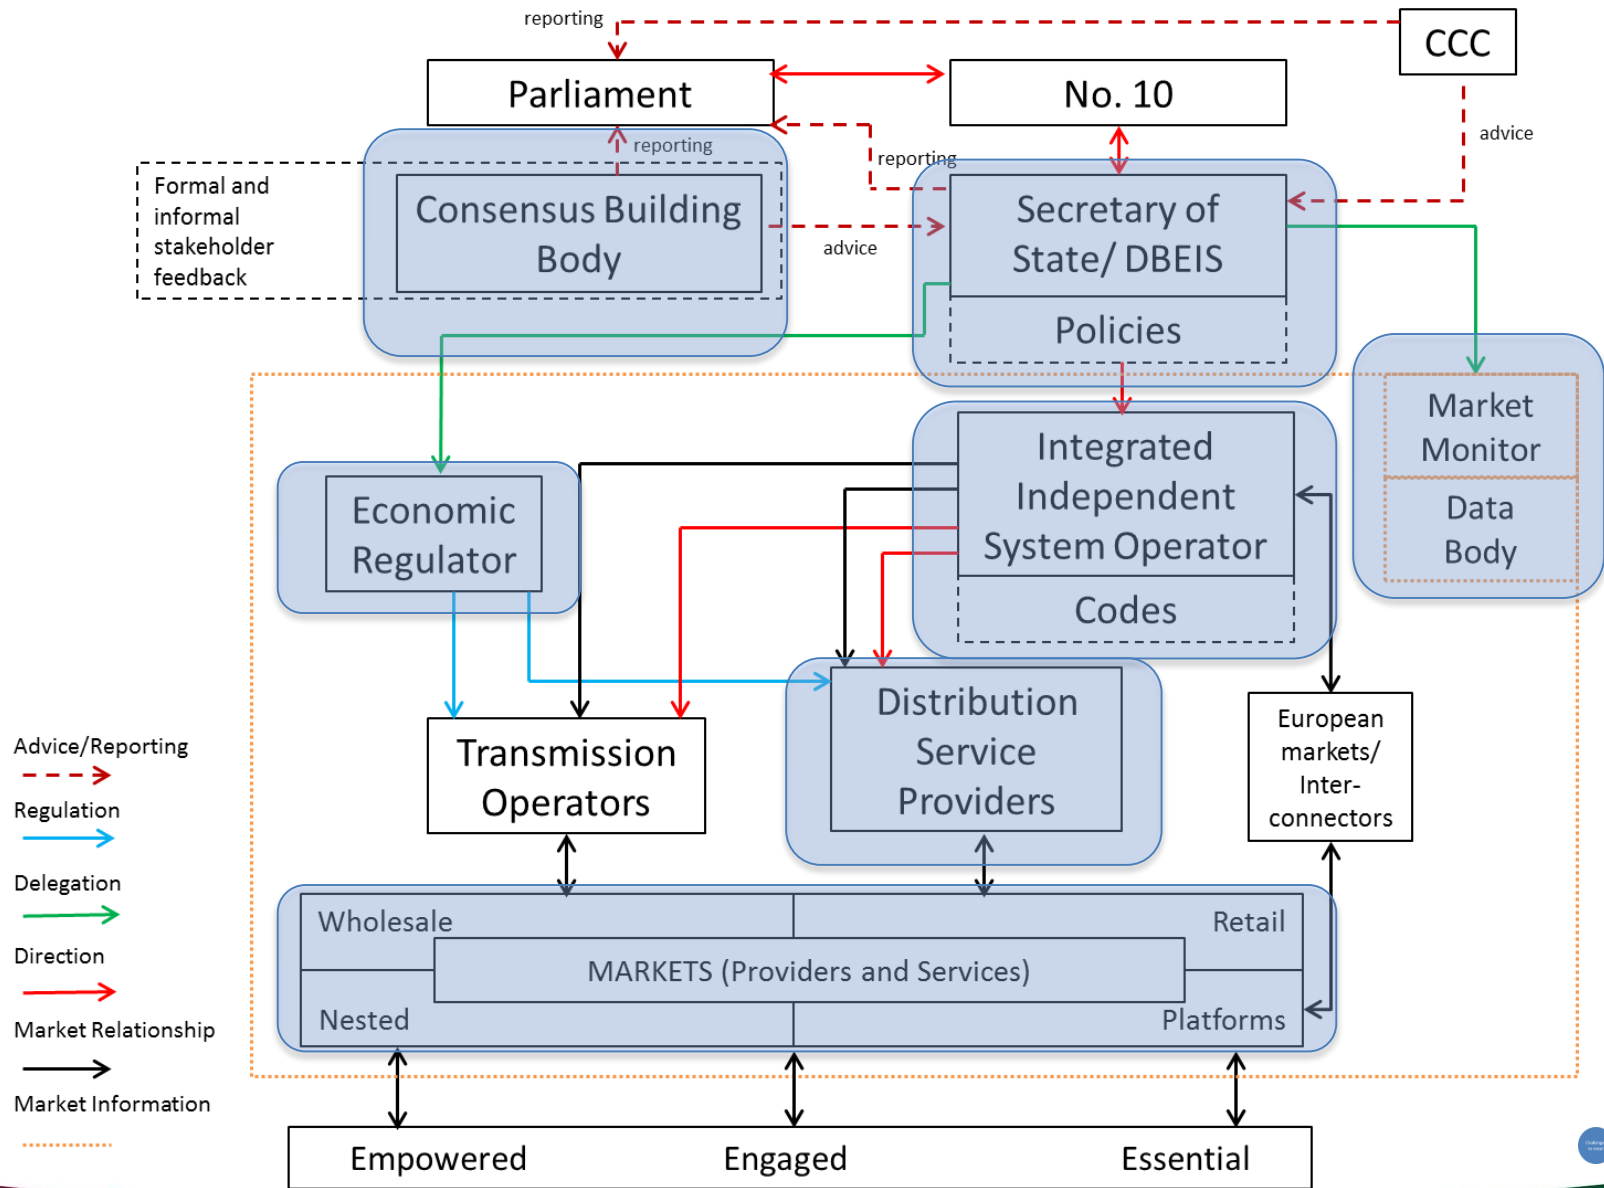 reporting
CCC
Parliament
No. 10
advice
reporting
reporting
Formal and
informal
stakeholder
feedback
Consensus Building
Body
advice
Secretary of
State/ DBEIS
Policies
Market
Monitor
Data
Body
Economic
Regulator
Integrated
Independent
System Operator
Codes
Transmission
Operators
Distribution
Service
Providers
European
markets/
Inter-
connectors
Advice/Reporting
Regulation
Delegation
Direction
Market Relationship
Market Information
Wholesale
Retail
MARKETS (Providers and Services)
Nested
Platforms
Empowered
Engaged
Essential